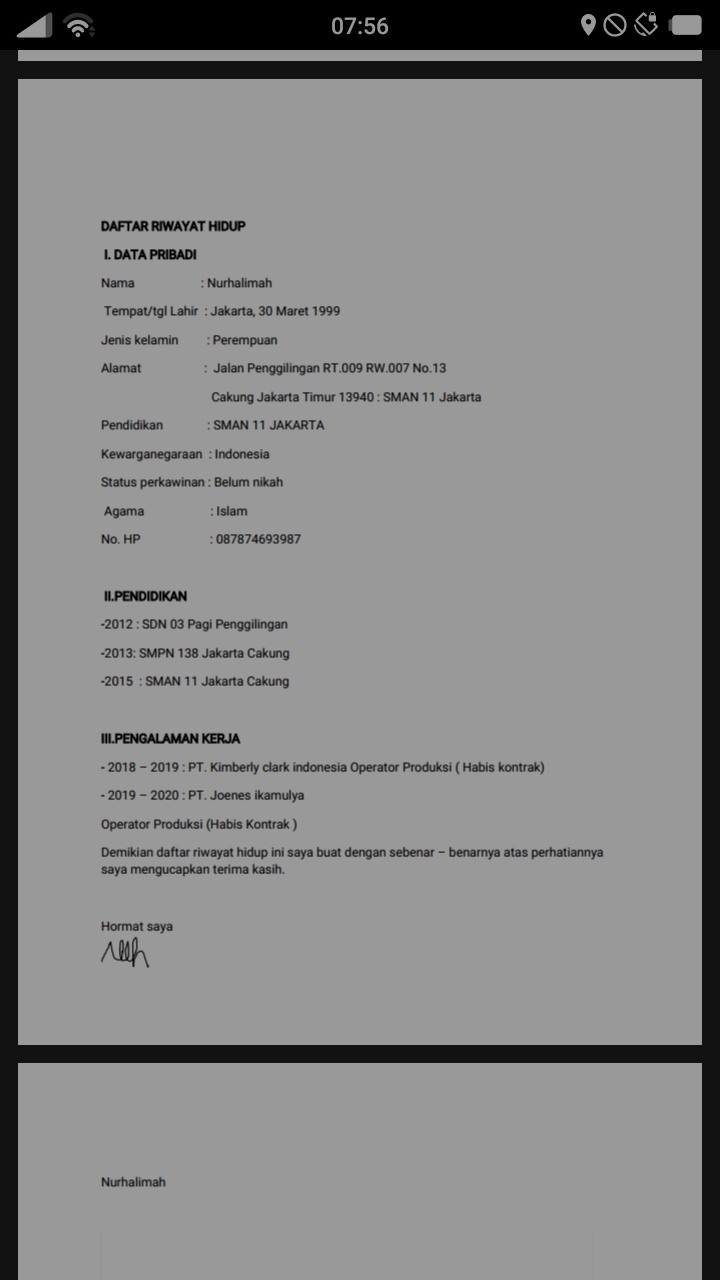 07:56
DAFTAR RIWAYAT HIDUP
I. DATA PRIBADI
Nama : Nurhalimah
Tempat/tgl Lahir : Jakarta, 30 Maret 1999
Jenis kelamin : Perempuan
Alamat : Jalan Penggilingan RT.009 RW.007 No.13
Cakung Jakarta Timur 13940 : SMAN 11 Jakarta
Pendidikan : SMAN 11 JAKARTA
Kewarganegaraan : Indonesia
Status perkawinan : Belum nikah
Agama : Islam
No. HP : 087874693987
II.PENDIDIKAN
-2012 : SDN 03 Pagi Penggilingan
-2013: SMPN 138 Jakarta Cakung
-2015 : SMAN 11 Jakarta Cakung
III.PENGALAMAN KERJA
- 2018 – 2019 : PT. Kimberly clark indonesia Operator Produksi ( Habis kontrak)
- 2019 – 2020 : PT. Joenes ikamulya
Operator Produksi (Habis Kontrak )
Demikian daftar riwayat hidup ini saya buat dengan sebenar – benarnya atas perhatiannya
saya mengucapkan terima kasih.
Hormat saya
Nurhalimah